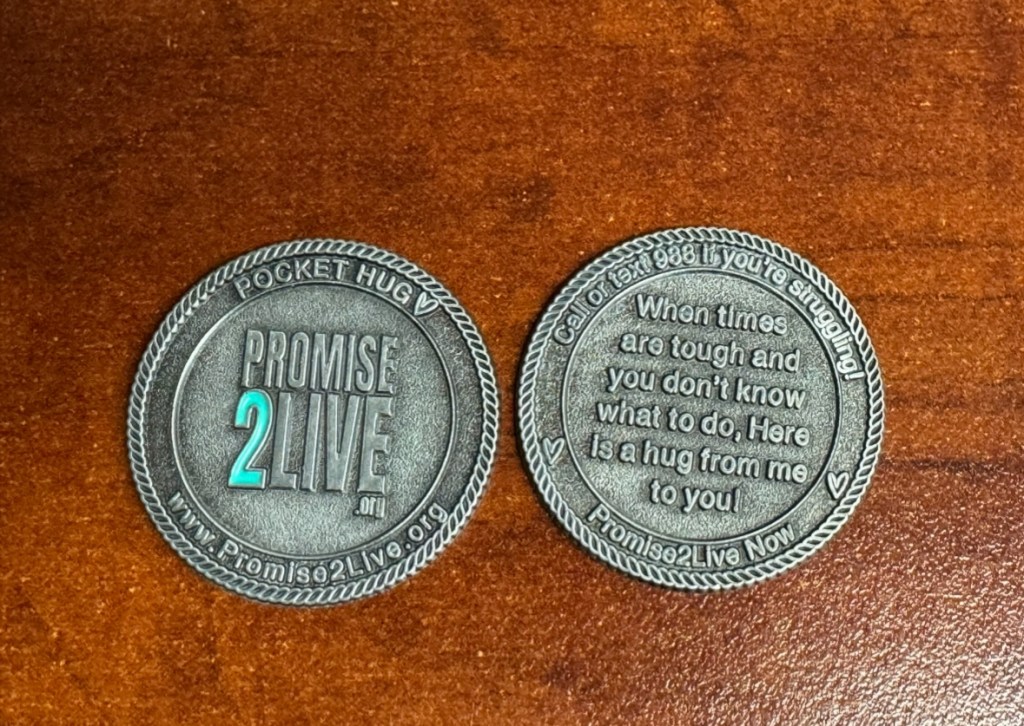 POCKET HUG
PROMISE
2LIVE
.org
www.Promise2Live.org
Call or text 988 if you're struggling!
When times
are tough and
you don't know
what to do, Here
is a hug from me
to you!
Promise2Live Now